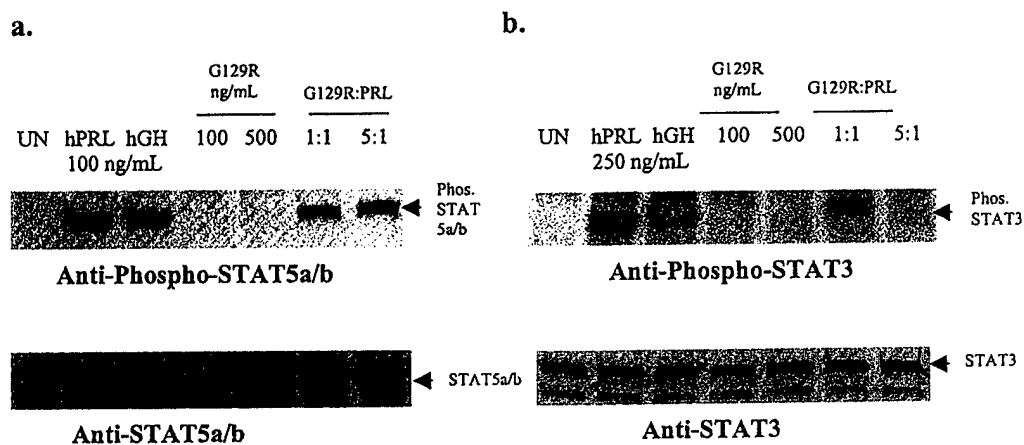 a.
G129R
ng/mL
G129R:PRL
UN hPRL hGH 100 500 1:1 5:1
100 ng/mL
Phos.
STAT
5a/b
Anti-Phospho-STAT5a/b
STAT5a/b
Anti-STAT5a/b
b.
G129R
ng/mL
G129R:PRL
UN hPRL hGH 100 500 1:1 5:1
250 ng/mL
Phos.
STAT3
Anti-Phospho-STAT3
STAT3
Anti-STAT3